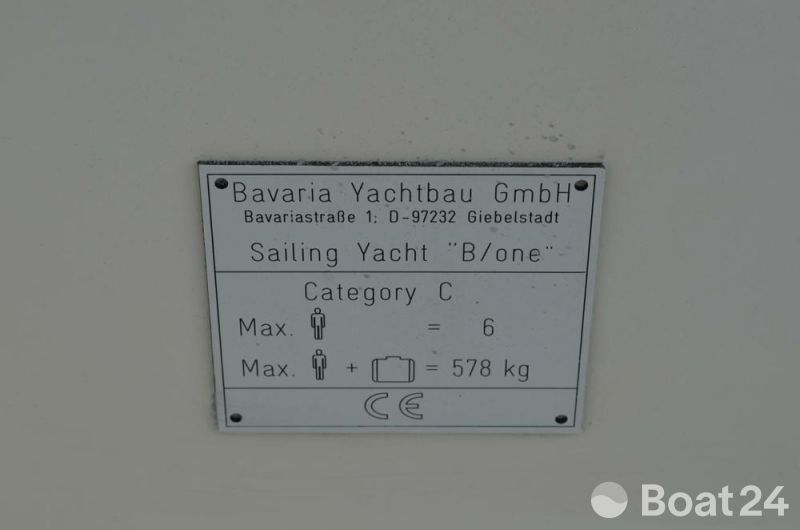 Bavaria Yachtbau GmbH
Bavariastraße 1; D-97232 Giebelstadt
Sailing Yacht "B/one"
Category C
Max. = 6
Max. + = 578 kg
CE
Boat24